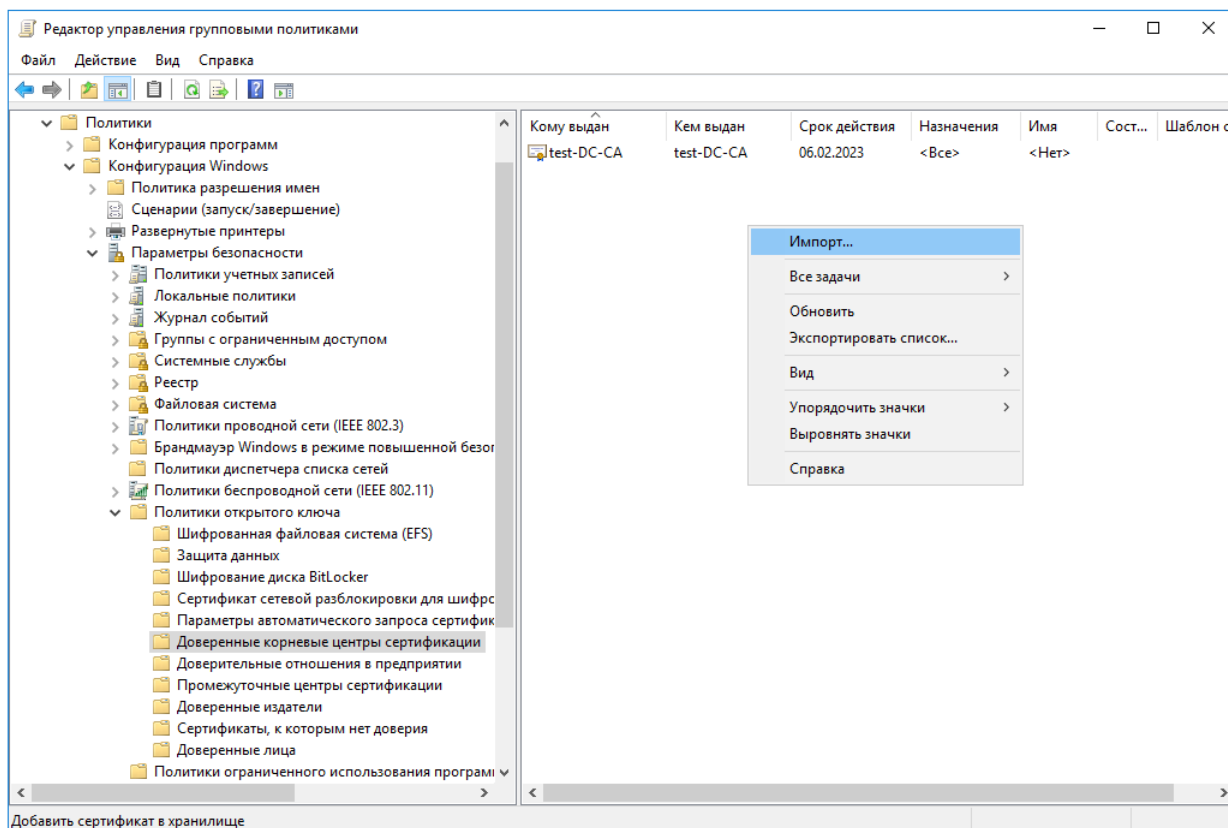 Редактор управления групповыми политиками
Файл Действие Вид Справка
Политики
Конфигурация программ
Конфигурация Windows
Политика разрешения имен
Сценарии (запуск/завершение)
Развернутые принтеры
Параметры безопасности
Политики учетных записей
Локальные политики
Журнал событий
Группы с ограниченным доступом
Системные службы
Реестр
Файловая система
Политики проводной сети (IEEE 802.3)
Брандмауэр Windows в режиме повышенной безог
Политики диспетчера списка сетей
Политики беспроводной сети (IEEE 802.11)
Политики открытого ключа
Шифрованная файловая система (EFS)
Защита данных
Шифрование диска BitLocker
Сертификат сетевой разблокировки для шифрс
Параметры автоматического запроса сертифик
Доверенные корневые центры сертификации
Доверительные отношения в предприятии
Промежуточные центры сертификации
Доверенные издатели
Сертификаты, к которым нет доверия
Доверенные лица
Политики ограниченного использования програмı
Кому выдан Кем выдан Срок действия Назначения Имя Сост... Шаблон с
test-DC-CA test-DC-CA 06.02.2023 <Все> <Нет>
Импорт...
Все задачи
Обновить
Экспортировать список...
Вид
Упорядочить значки
Выровнять значки
Справка
Добавить сертификат в хранилище